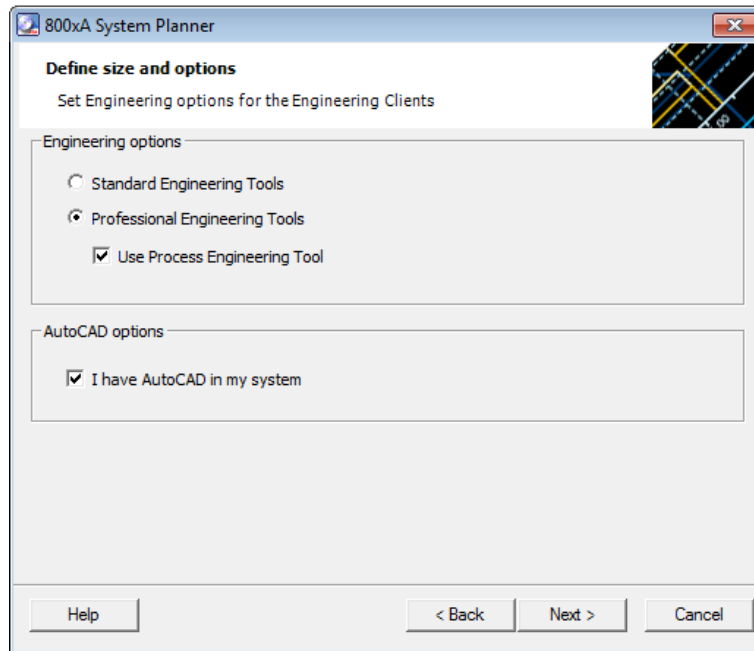 800xA System Planner
Define size and options
Set Engineering options for the Engineering Clients
Engineering options
Standard Engineering Tools
Professional Engineering Tools
Use Process Engineering Tool
AutoCAD options
I have AutoCAD in my system
Help
< Back
Next >
Cancel